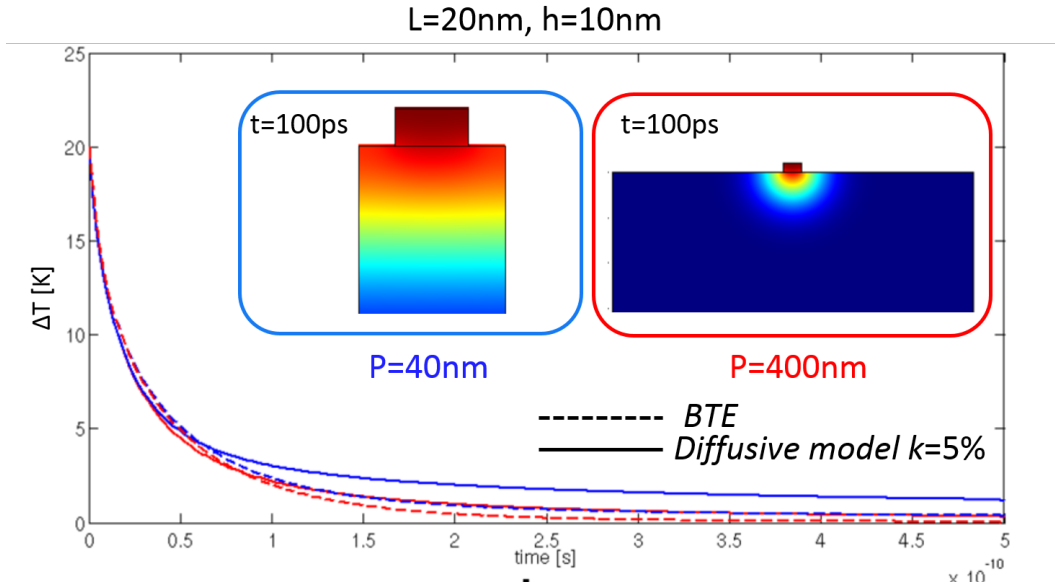 L=20nm, h=10nm
25
20
15
10
5
0
ΔT [K]
t=100ps
t=100ps
P=40nm
P=400nm
BTE
Diffusive model k=5%
0 0.5 1 1.5 2 2.5 3 3.5 4 4.5 5
time [s]
x 10⁻¹⁰